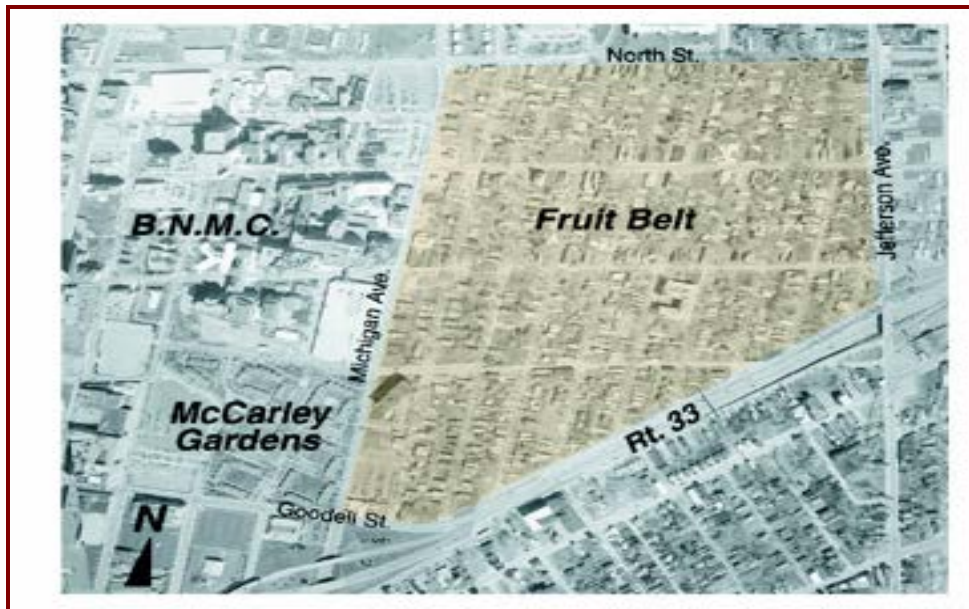 North St.
Jefferson Ave.
B.N.M.C.
Fruit Belt
Michigan Ave.
McCarley
Gardens
Rt. 33
Goodell St.
N